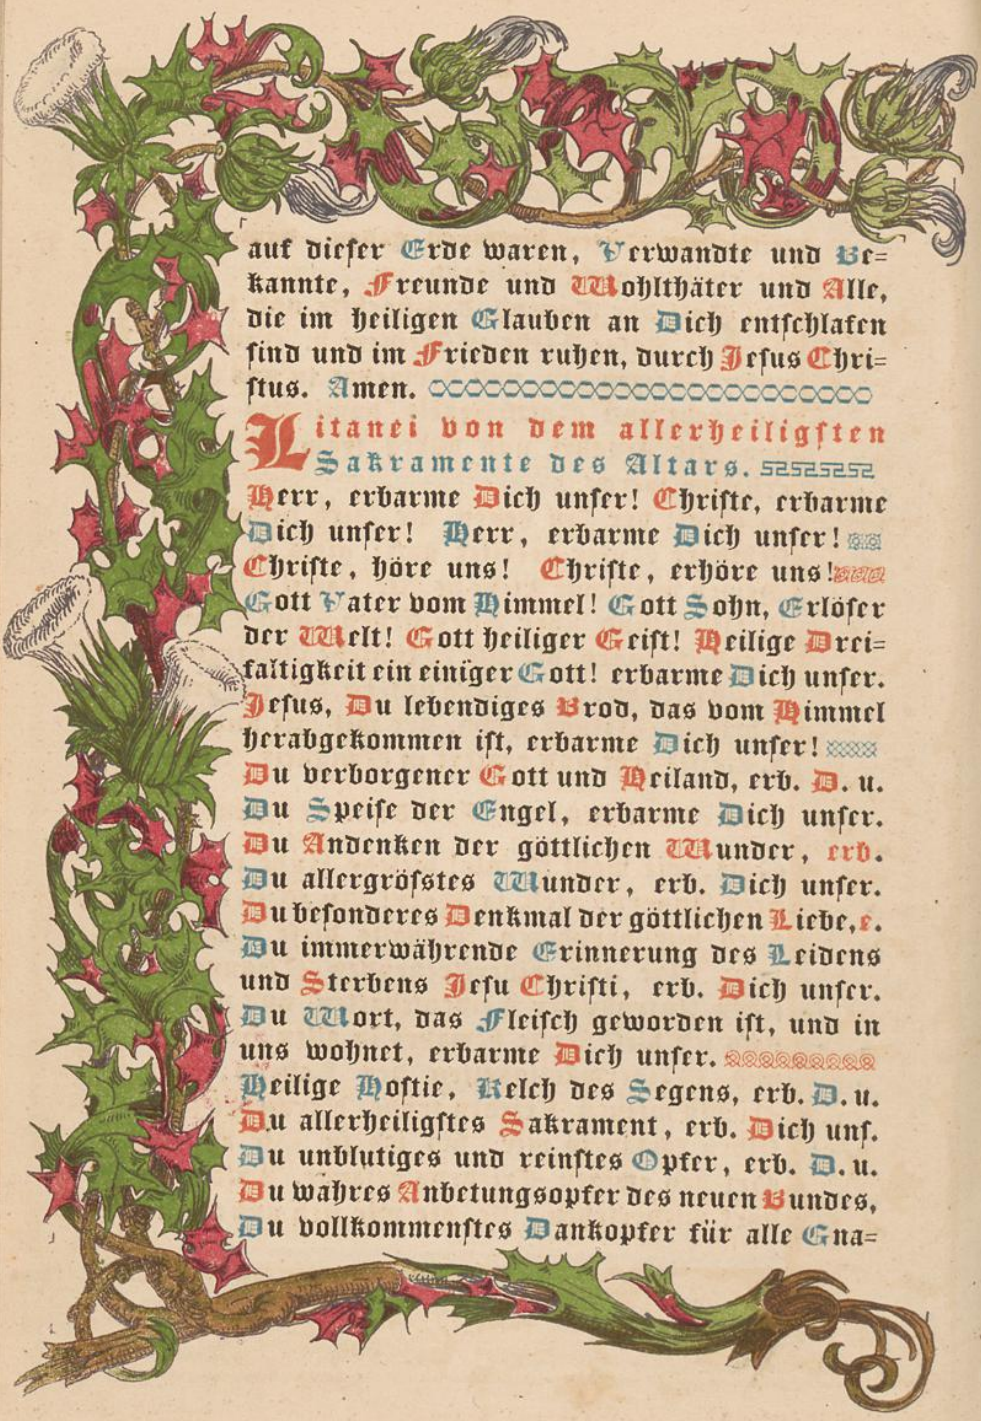 auf dieſer Erde waren, Verwandte und Be⸗
kannte, Freunde und Wohlthäter und Alle,
die im heiligen Glauben an Dich entſchlafen
ſind und im Frieden ruhen, durch Jeſus Chri⸗
ſtus. Amen.
Litanei von dem allerheiligſten
Sakramente des Altars.
Herr, erbarme Dich unſer! Chriſte, erbarme
Dich unſer! Herr, erbarme Dich unſer!
Chriſte, höre uns! Chriſte, erhöre uns!
Gott Vater vom Himmel! Gott Sohn, Erlöſer
der Welt! Gott heiliger Geiſt! Heilige Drei⸗
faltigkeit ein einiger Gott! erbarme Dich unſer.
Jeſus, Du lebendiges Brod, das vom Himmel
herabgekommen iſt, erbarme Dich unſer!
Du verborgener Gott und Heiland, erb. D. u.
Du Speiſe der Engel, erbarme Dich unſer.
Du Andenken der göttlichen Wunder, erb.
Du allergröſstes Wunder, erb. Dich unſer.
Du beſonderes Denkmal der göttlichen Liebe, e.
Du immerwährende Erinnerung des Leidens
und Sterbens Jeſu Chriſti, erb. Dich unſer.
Du Wort, das Fleiſch geworden iſt, und in
uns wohnet, erbarme Dich unſer.
Heilige Hoſtie, Kelch des Segens, erb. D. u.
Du allerheiligſtes Sakrament, erb. Dich unſ.
Du unblutiges und reinſtes Opfer, erb. D. u.
Du wahres Anbetungsopfer des neuen Bundes,
Du vollkommenſtes Dankopfer für alle Gna⸗